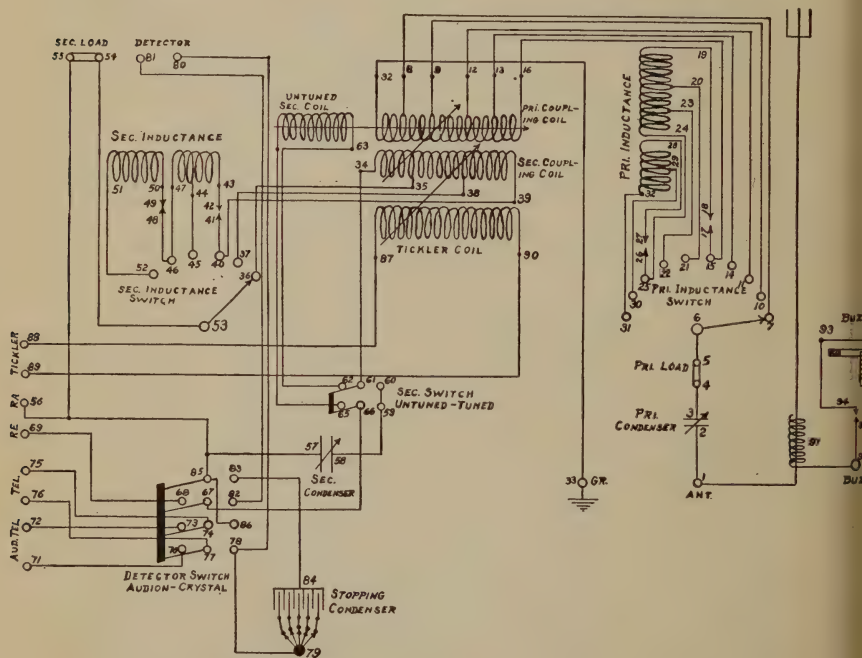 SEC. LOAD
DETECTOR
55
54
81
80
UNTUNED
SEC. COIL
32
8
9
12
13
16
PRI. COUPL-
ING COIL
SEC. INDUCTANCE
63
34
SEC. COUPL-
ING COIL
51
50
47
44
43
35
38
39
49
48
42
41
TICKLER COIL
87
90
52
46
45
40
37
36
SEC. INDUCTANCE
SWITCH
53
PRI. INDUCTANCE
19
20
23
24
28
29
32
18
17
27
26
25
22
21
15
14
11
10
7
30
31
PRI. INDUCTANCE
SWITCH
6
5
PRI. LOAD
4
3
PRI.
CONDENSER
2
1
ANT.
93
BUZ
94
91
BUZ
TICKLER
88
89
RA
56
RE
69
TEL
75
76
AUD. TEL
72
71
62
61
60
65
66
59
SEC. SWITCH
UNTUNED-TUNED
57
58
SEC.
CONDENSER
85
83
68
67
82
73
74
86
70
77
78
DETECTOR SWITCH
AUDION-CRYSTAL
84
STOPPING
CONDENSER
79
33
GR.